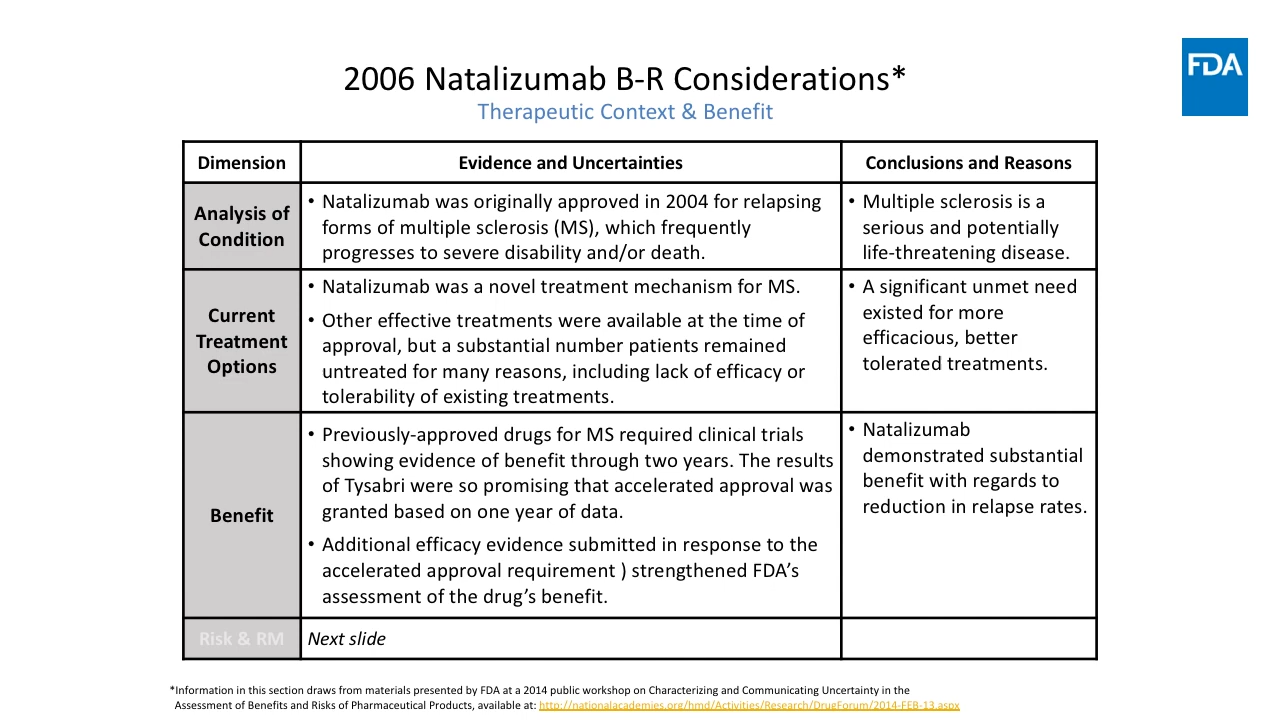 FDA
2006 Natalizumab B-R Considerations*
Therapeutic Context & Benefit
Dimension
Evidence and Uncertainties
Conclusions and Reasons
Analysis of
Condition
• Natalizumab was originally approved in 2004 for relapsing
forms of multiple sclerosis (MS), which frequently
progresses to severe disability and/or death.
• Multiple sclerosis is a
serious and potentially
life-threatening disease.
Current
Treatment
Options
• Natalizumab was a novel treatment mechanism for MS.
• Other effective treatments were available at the time of
approval, but a substantial number patients remained
untreated for many reasons, including lack of efficacy or
tolerability of existing treatments.
• A significant unmet need
existed for more
efficacious, better
tolerated treatments.
Benefit
• Previously-approved drugs for MS required clinical trials
showing evidence of benefit through two years. The results
of Tysabri were so promising that accelerated approval was
granted based on one year of data.
• Additional efficacy evidence submitted in response to the
accelerated approval requirement ) strengthened FDA’s
assessment of the drug’s benefit.
• Natalizumab
demonstrated substantial
benefit with regards to
reduction in relapse rates.
Risk & RM
Next slide
*Information in this section draws from materials presented by FDA at a 2014 public workshop on Characterizing and Communicating Uncertainty in the
Assessment of Benefits and Risks of Pharmaceutical Products, available at: http://nationalacademies.org/hmd/Activities/Research/DrugForum/2014-FEB-13.aspx